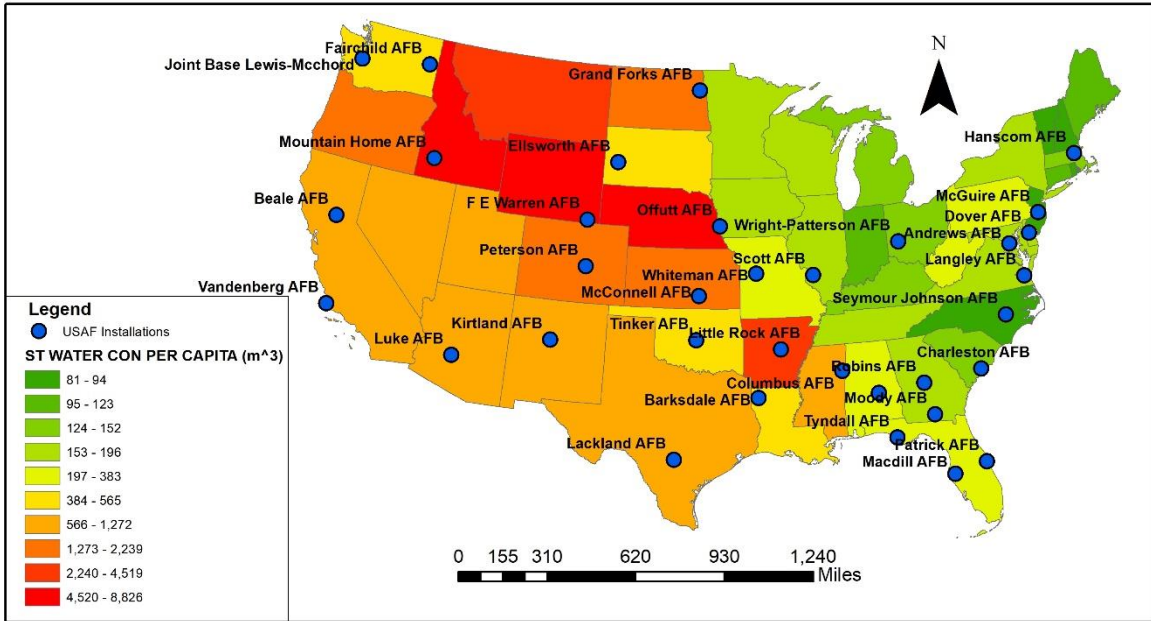 N
Fairchild AFB
Joint Base Lewis-Mcchord
Grand Forks AFB
Hanscom AFB
Mountain Home AFB
Ellsworth AFB
Beale AFB
F E Warren AFB
Offutt AFB
McGuire AFB
Dover AFB
Wright-Patterson AFB
Andrews AFB
Peterson AFB
Scott AFB
Langley AFB
Whiteman AFB
Vandenberg AFB
McConnell AFB
Seymour Johnson AFB
Luke AFB
Kirtland AFB
Tinker AFB
Little Rock AFB
Charleston AFB
Robins AFB
Columbus AFB
Moody AFB
Barksdale AFB
Tyndall AFB
Lackland AFB
Patrick AFB
Macdill AFB
Legend
USAF Installations
ST WATER CON PER CAPITA (m^3)
81 - 94
95 - 123
124 - 152
153 - 196
197 - 383
384 - 565
566 - 1,272
1,273 - 2,239
2,240 - 4,519
4,520 - 8,826
0 155 310 620 930 1,240
Miles